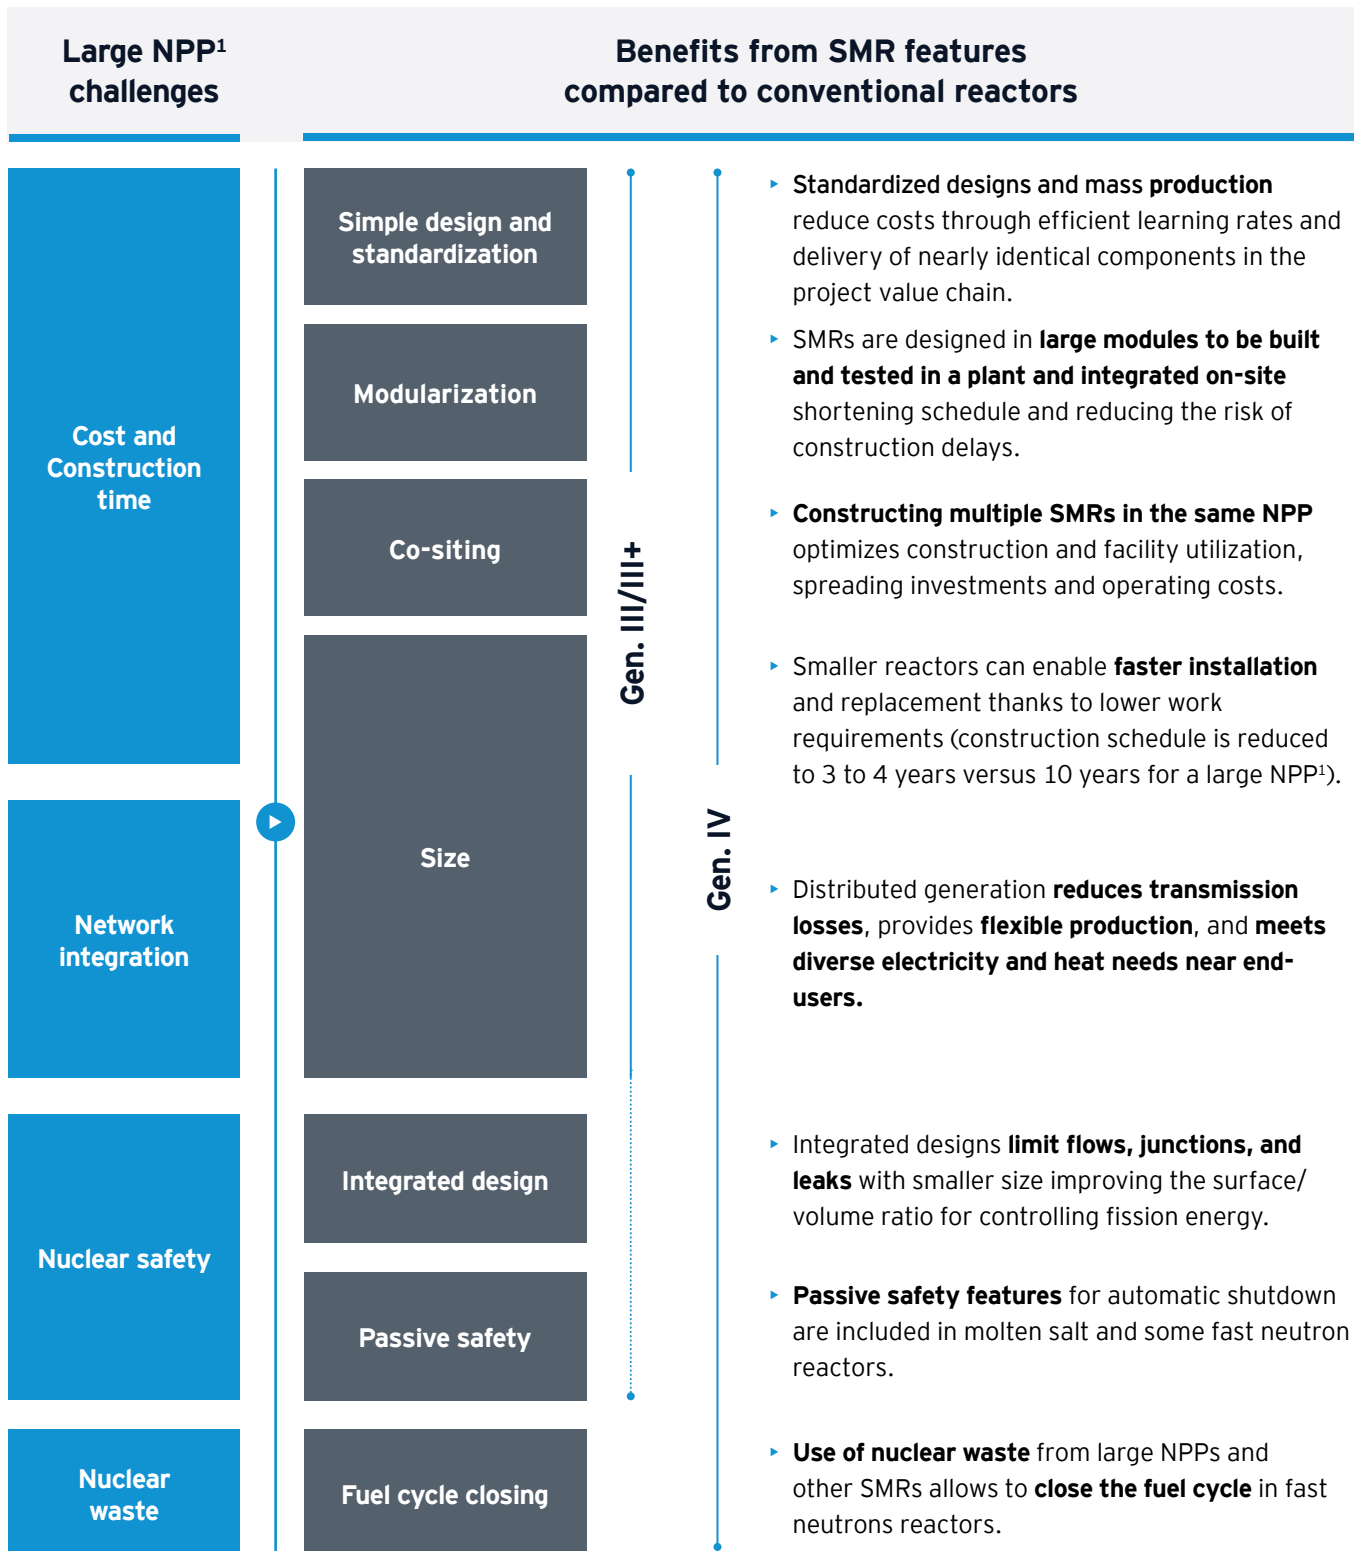 Large NPP¹
challenges
Benefits from SMR features
compared to conventional reactors
Cost and
Construction
time
Network
integration
Nuclear safety
Nuclear
waste
Simple design and
standardization
Modularization
Co-siting
Size
Integrated design
Passive safety
Fuel cycle closing
Gen. III/III+
Gen. IV
▸ Standardized designs and mass production
reduce costs through efficient learning rates and
delivery of nearly identical components in the
project value chain.
▸ SMRs are designed in large modules to be built
and tested in a plant and integrated on-site
shortening schedule and reducing the risk of
construction delays.
▸ Constructing multiple SMRs in the same NPP
optimizes construction and facility utilization,
spreading investments and operating costs.
▸ Smaller reactors can enable faster installation
and replacement thanks to lower work
requirements (construction schedule is reduced
to 3 to 4 years versus 10 years for a large NPP¹).
▸ Distributed generation reduces transmission
losses, provides flexible production, and meets
diverse electricity and heat needs near end-
users.
▸ Integrated designs limit flows, junctions, and
leaks with smaller size improving the surface/
volume ratio for controlling fission energy.
▸ Passive safety features for automatic shutdown
are included in molten salt and some fast neutron
reactors.
▸ Use of nuclear waste from large NPPs and
other SMRs allows to close the fuel cycle in fast
neutrons reactors.